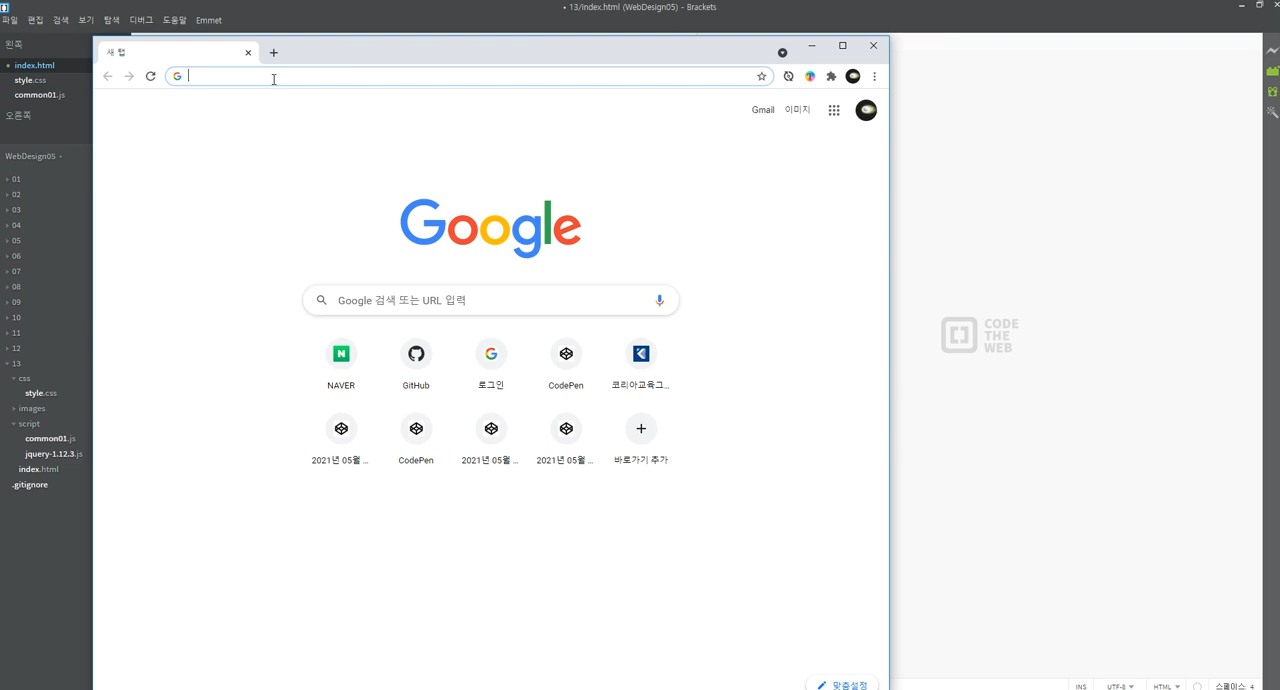 • 13/index.html (WebDesign05) - Brackets
파일 편집 검색 보기 탐색 디버그 도움말 Emmet
왼쪽
index.html
style.css
common01.js
오른쪽
WebDesign05
01
02
03
04
05
06
07
08
09
10
11
12
13
css
style.css
images
script
common01.js
jquery-1.12.3.js
index.html
.gitignore
새 탭
Gmail 이미지
Google
Google 검색 또는 URL 입력
NAVER GitHub 로그인 CodePen 코리아교육그...
2021년 05월 ... CodePen 2021년 05월 ... 2021년 05월 ... 바로가기 추가
맞춤설정
CODE
THE
WEB
INS UTF-8 HTML 스페이스: 4